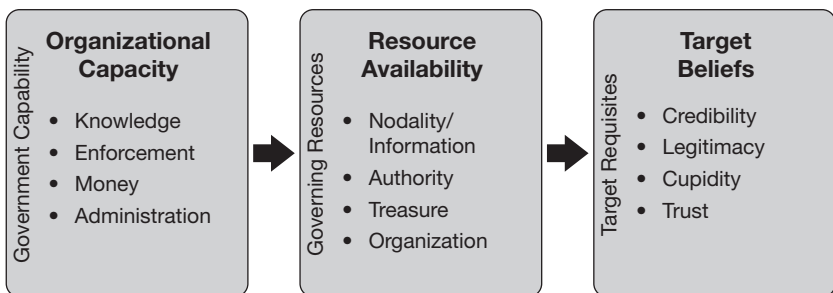 Government Capability
Organizational
Capacity
• Knowledge
• Enforcement
• Money
• Administration
Governing Resources
Resource
Availability
• Nodality/
Information
• Authority
• Treasure
• Organization
Target Requisites
Target
Beliefs
• Credibility
• Legitimacy
• Cupidity
• Trust